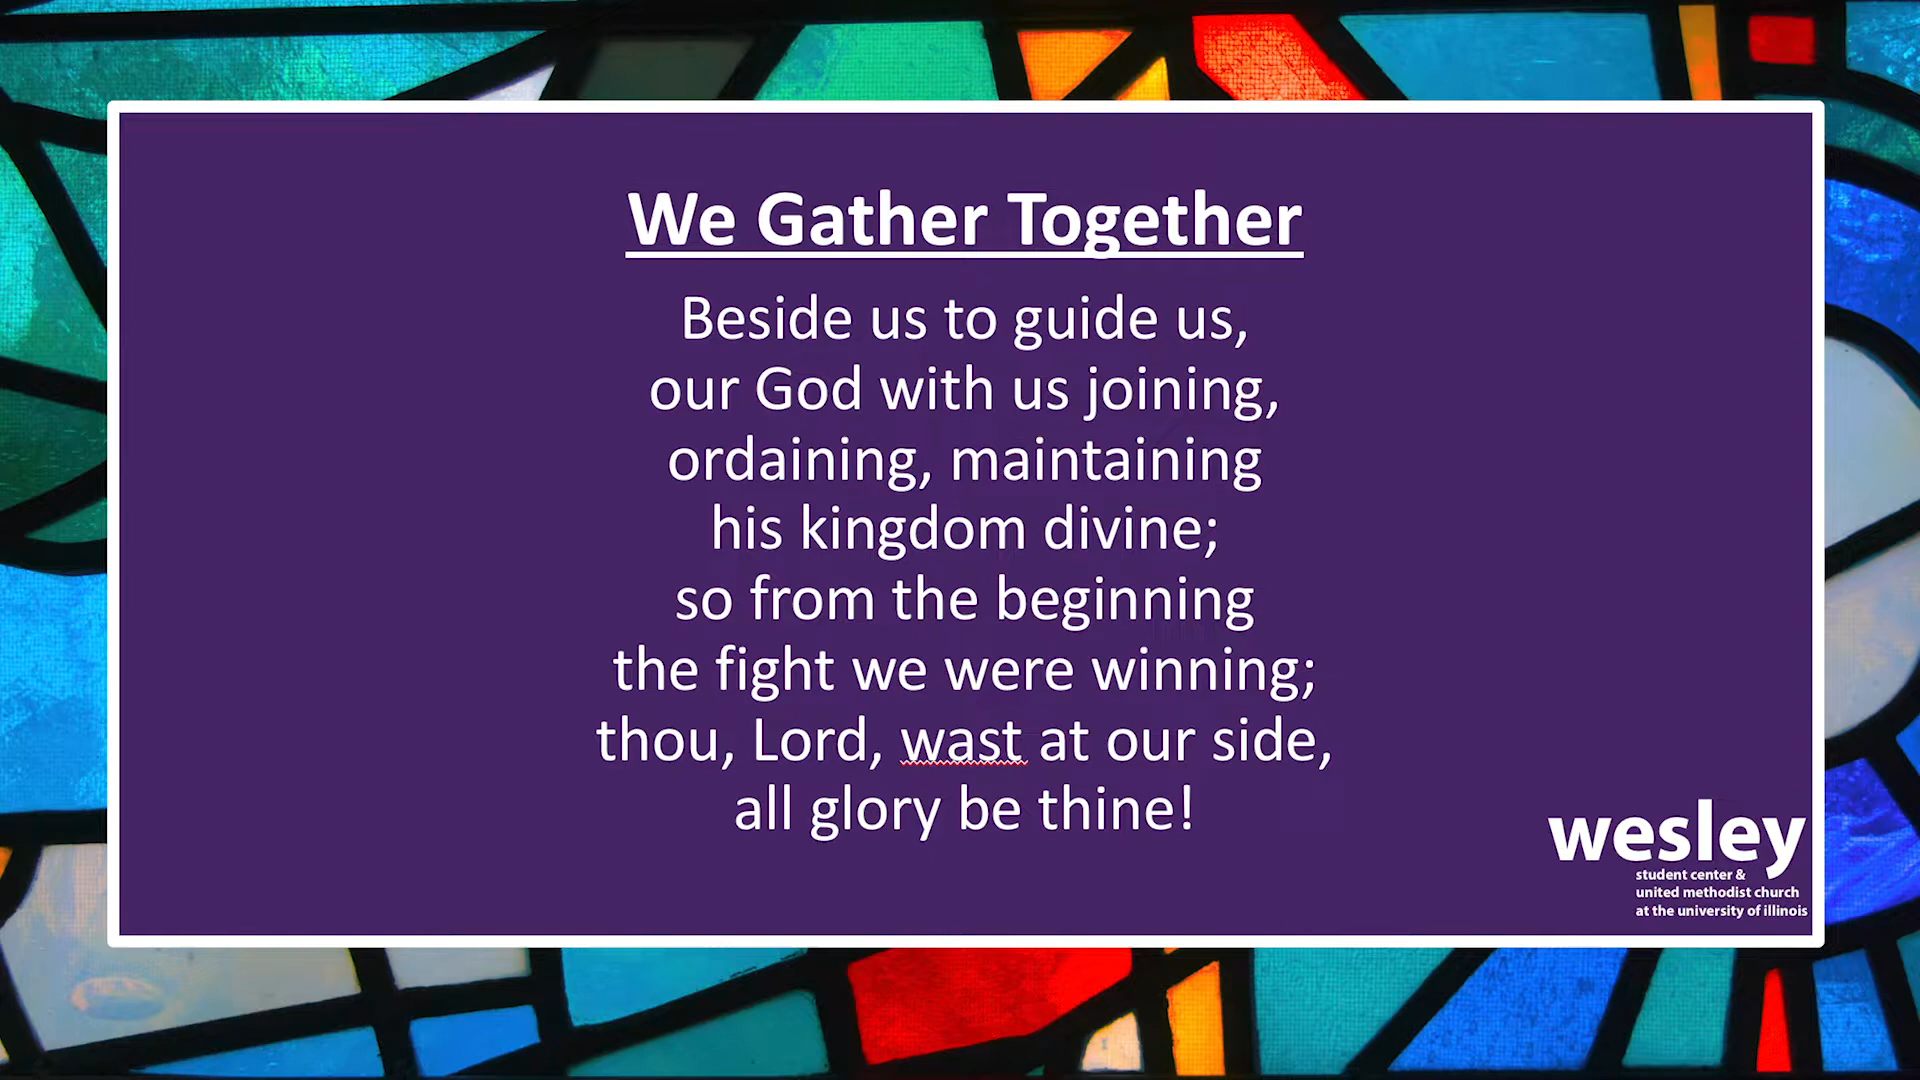 We Gather Together
Beside us to guide us,
our God with us joining,
ordaining, maintaining
his kingdom divine;
so from the beginning
the fight we were winning;
thou, Lord, wast at our side,
all glory be thine!
wesley
student center &
united methodist church
at the university of illinois